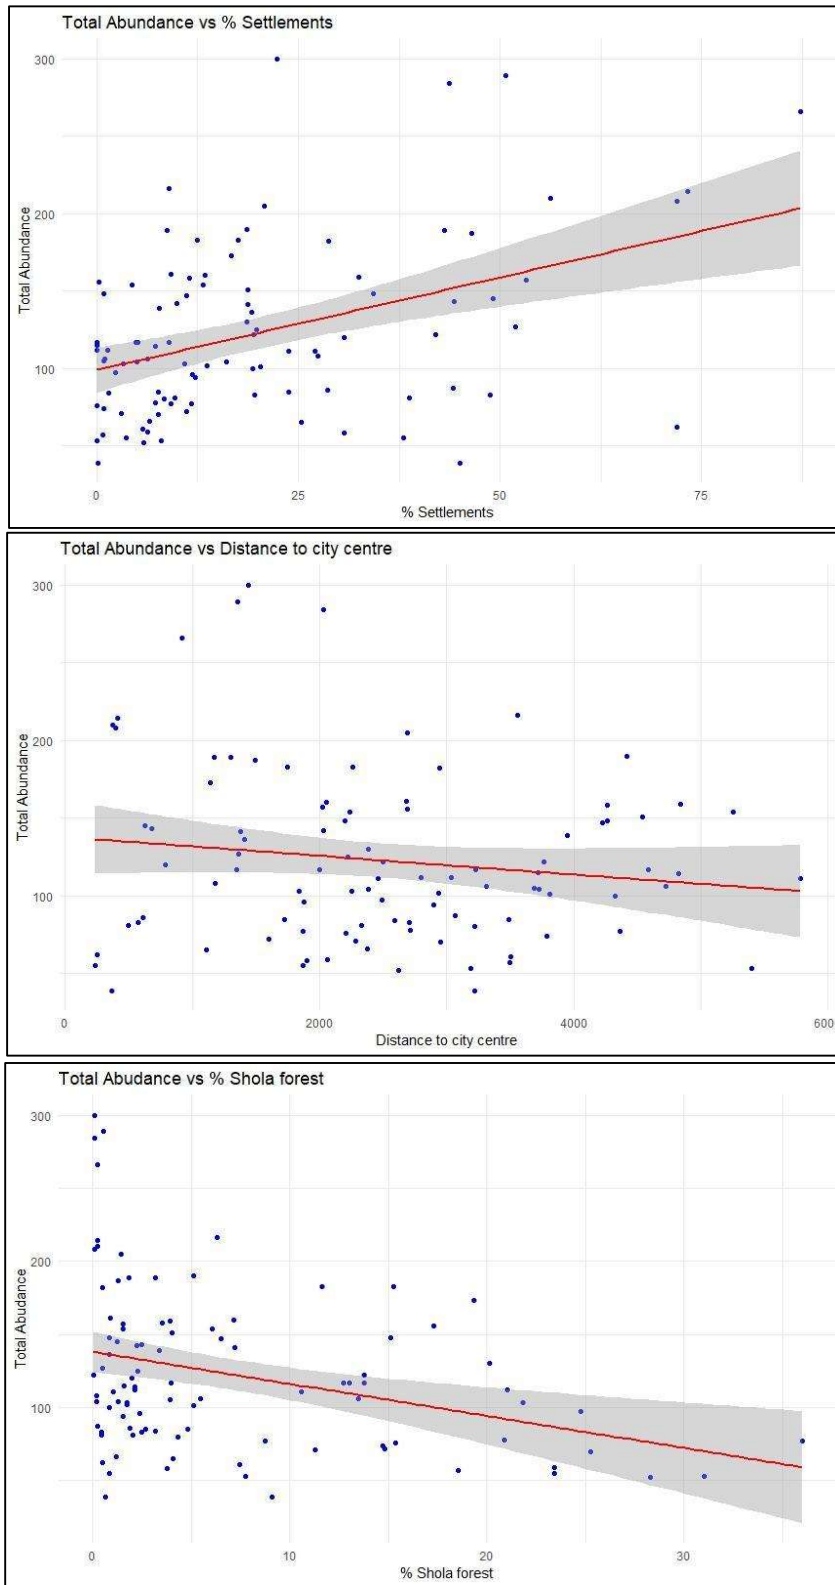 Total Abundance vs % Settlements
300
200
100
Total Abundance
0
25
50
75
% Settlements
Total Abundance vs Distance to city centre
300
200
100
Total Abundance
0
2000
4000
600
Distance to city centre
Total Abudance vs % Shola forest
300
200
100
Total Abudance
0
10
20
30
% Shola forest